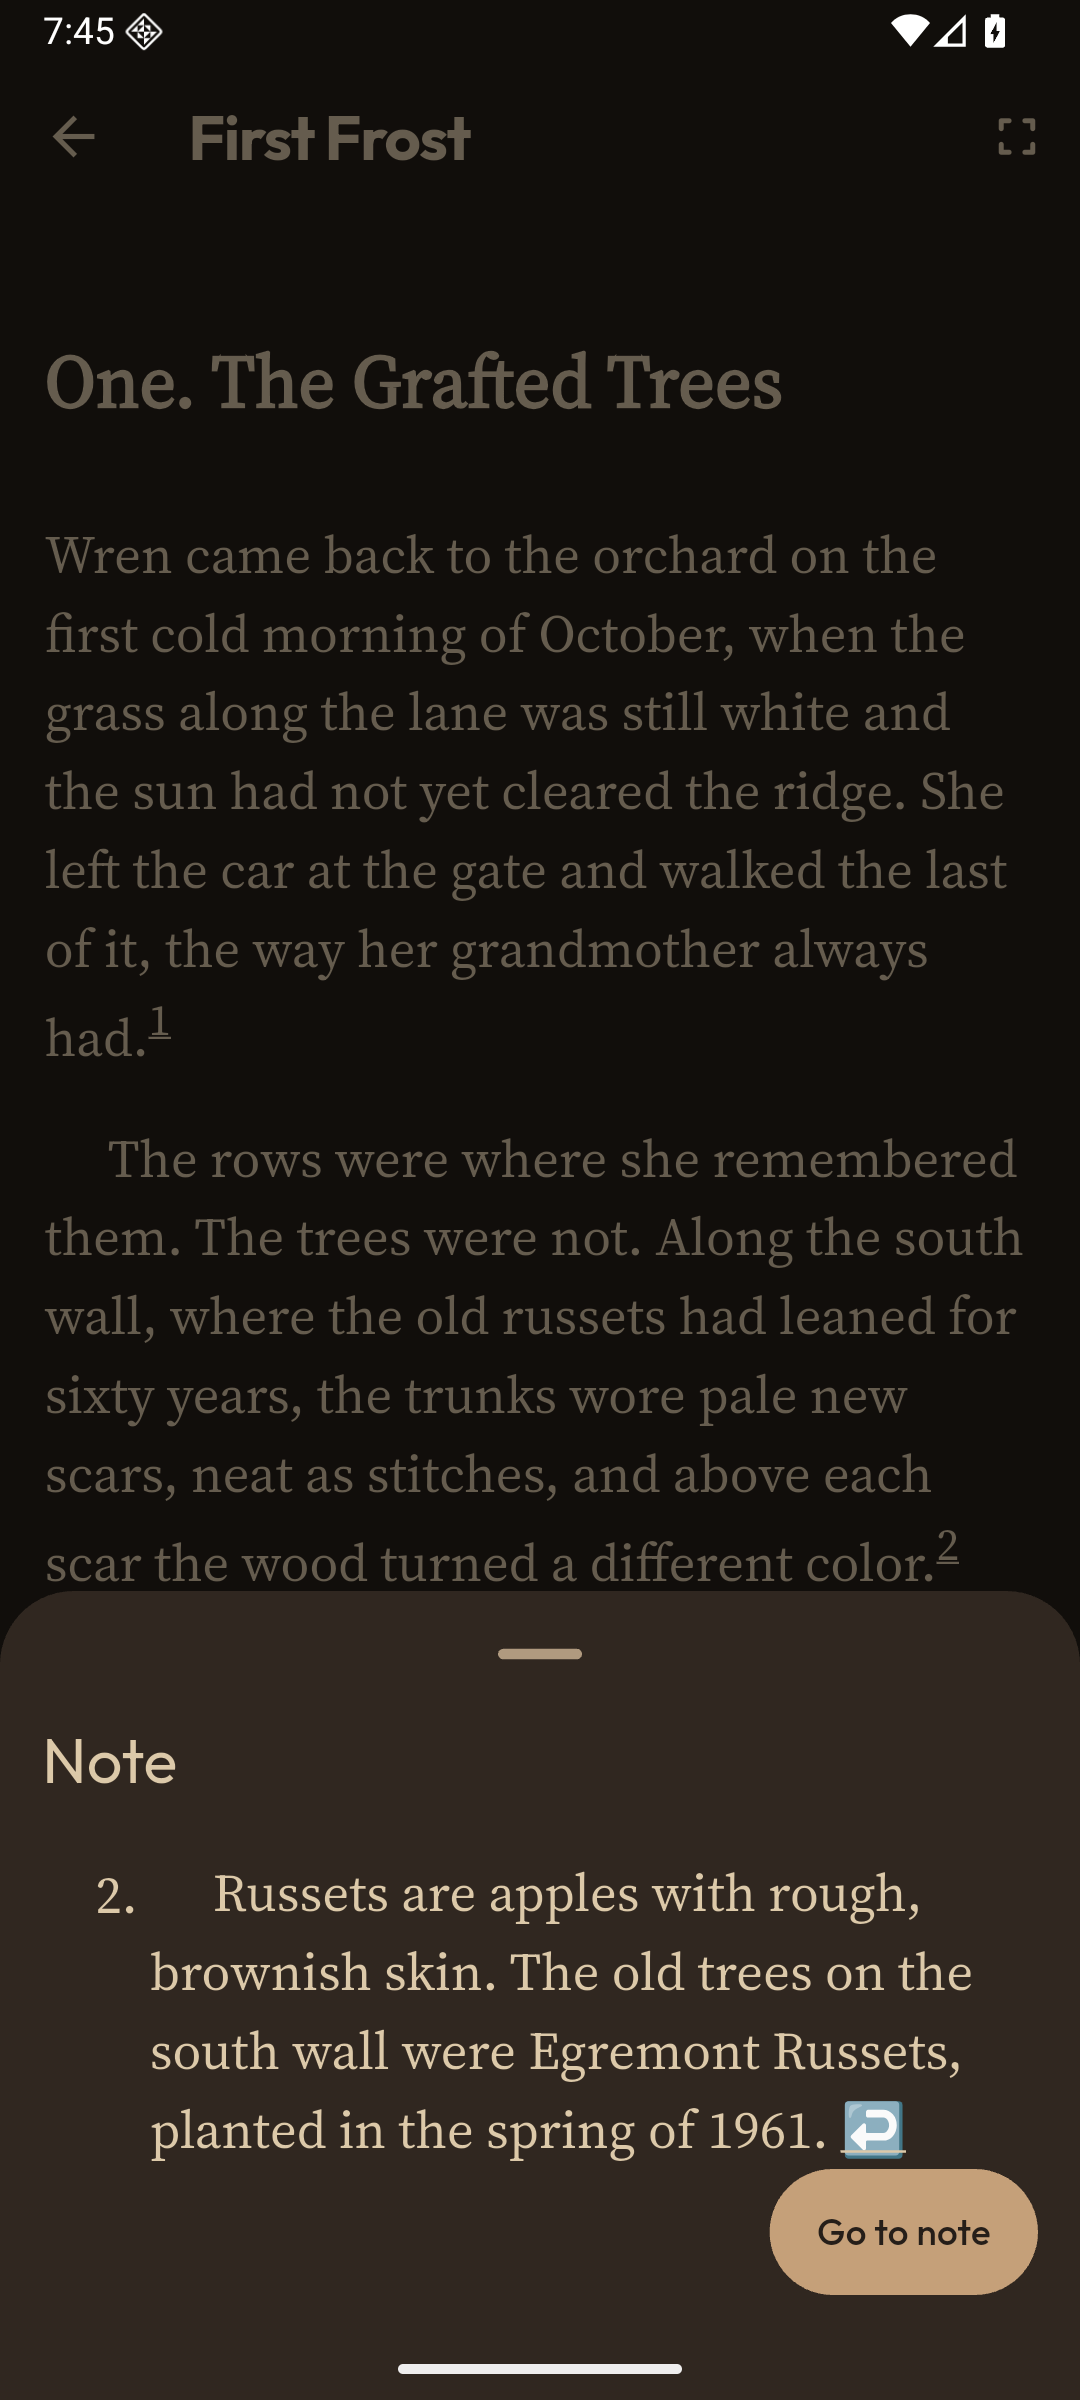 7:45
First Frost
One. The Grafted Trees
Wren came back to the orchard on the
first cold morning of October, when the
grass along the lane was still white and
the sun had not yet cleared the ridge. She
left the car at the gate and walked the last
of it, the way her grandmother always
had.1
The rows were where she remembered
them. The trees were not. Along the south
wall, where the old russets had leaned for
sixty years, the trunks wore pale new
scars, neat as stitches, and above each
scar the wood turned a different color.2
Note
2. Russets are apples with rough,
brownish skin. The old trees on the
south wall were Egremont Russets,
planted in the spring of 1961. ↩️
Go to note